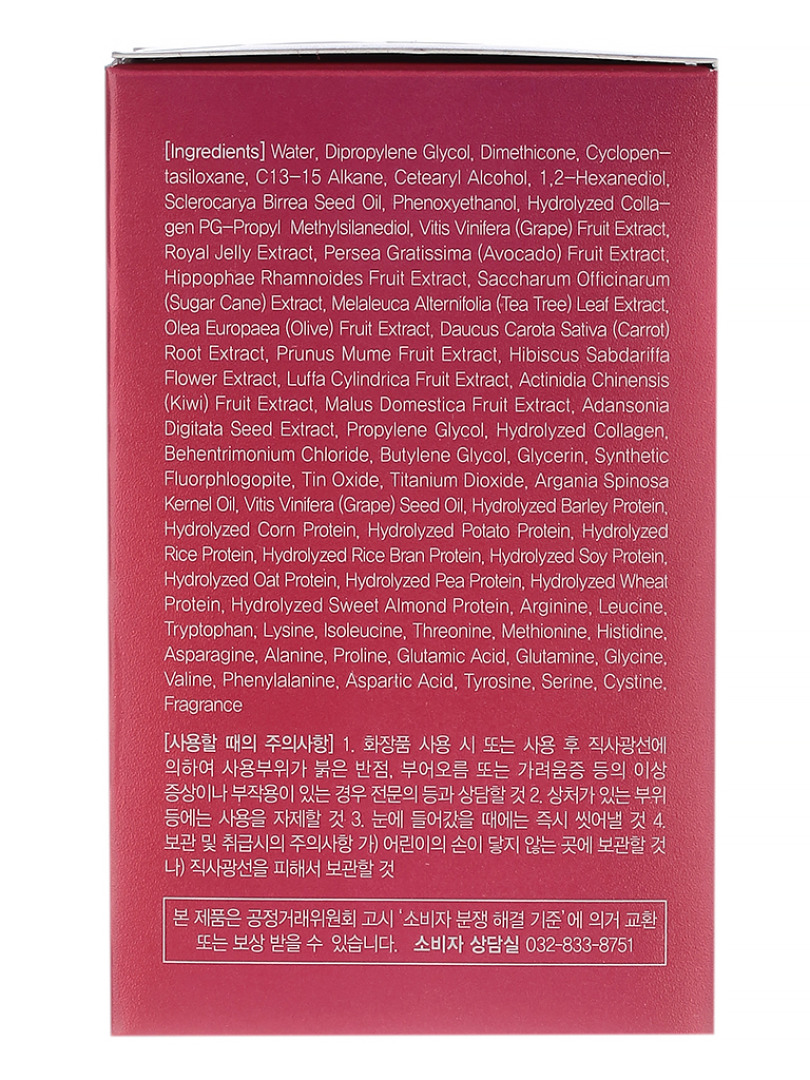 [Ingredients] Water, Dipropylene Glycol, Dimethicone, Cyclopen-
tasiloxane, C13-15 Alkane, Cetearyl Alcohol, 1,2-Hexanediol,
Sclerocarya Birrea Seed Oil, Phenoxyethanol, Hydrolyzed Colla-
gen PG-Propyl Methylsilanediol, Vitis Vinifera (Grape) Fruit Extract,
Royal Jelly Extract, Persea Gratissima (Avocado) Fruit Extract,
Hippophae Rhamnoides Fruit Extract, Saccharum Officinarum
(Sugar Cane) Extract, Melaleuca Alternifolia (Tea Tree) Leaf Extract,
Olea Europaea (Olive) Fruit Extract, Daucus Carota Sativa (Carrot)
Root Extract, Prunus Mume Fruit Extract, Hibiscus Sabdariffa
Flower Extract, Luffa Cylindrica Fruit Extract, Actinidia Chinensis
(Kiwi) Fruit Extract, Malus Domestica Fruit Extract, Adansonia
Digitata Seed Extract, Propylene Glycol, Hydrolyzed Collagen,
Behentrimonium Chloride, Butylene Glycol, Glycerin, Synthetic
Fluorphlogopite, Tin Oxide, Titanium Dioxide, Argania Spinosa
Kernel Oil, Vitis Vinifera (Grape) Seed Oil, Hydrolyzed Barley Protein,
Hydrolyzed Corn Protein, Hydrolyzed Potato Protein, Hydrolyzed
Rice Protein, Hydrolyzed Rice Bran Protein, Hydrolyzed Soy Protein,
Hydrolyzed Oat Protein, Hydrolyzed Pea Protein, Hydrolyzed Wheat
Protein, Hydrolyzed Sweet Almond Protein, Arginine, Leucine,
Tryptophan, Lysine, Isoleucine, Threonine, Methionine, Histidine,
Asparagine, Alanine, Proline, Glutamic Acid, Glutamine, Glycine,
Valine, Phenylalanine, Aspartic Acid, Tyrosine, Serine, Cystine,
Fragrance
[사용할 때의 주의사항] 1. 화장품 사용 시 또는 사용 후 직사광선에
의하여 사용부위가 붉은 반점, 부어오름 또는 가려움증 등의 이상
증상이나 부작용이 있는 경우 전문의 등과 상담할 것 2. 상처가 있는 부위
등에는 사용을 자제할 것 3. 눈에 들어갔을 때에는 즉시 씻어낼 것 4.
보관 및 취급시의 주의사항 가) 어린이의 손이 닿지 않는 곳에 보관할 것
나) 직사광선을 피해서 보관할 것
본 제품은 공정거래위원회 고시 '소비자 분쟁 해결 기준'에 의거 교환
또는 보상 받을 수 있습니다. 소비자 상담실 032-833-8751